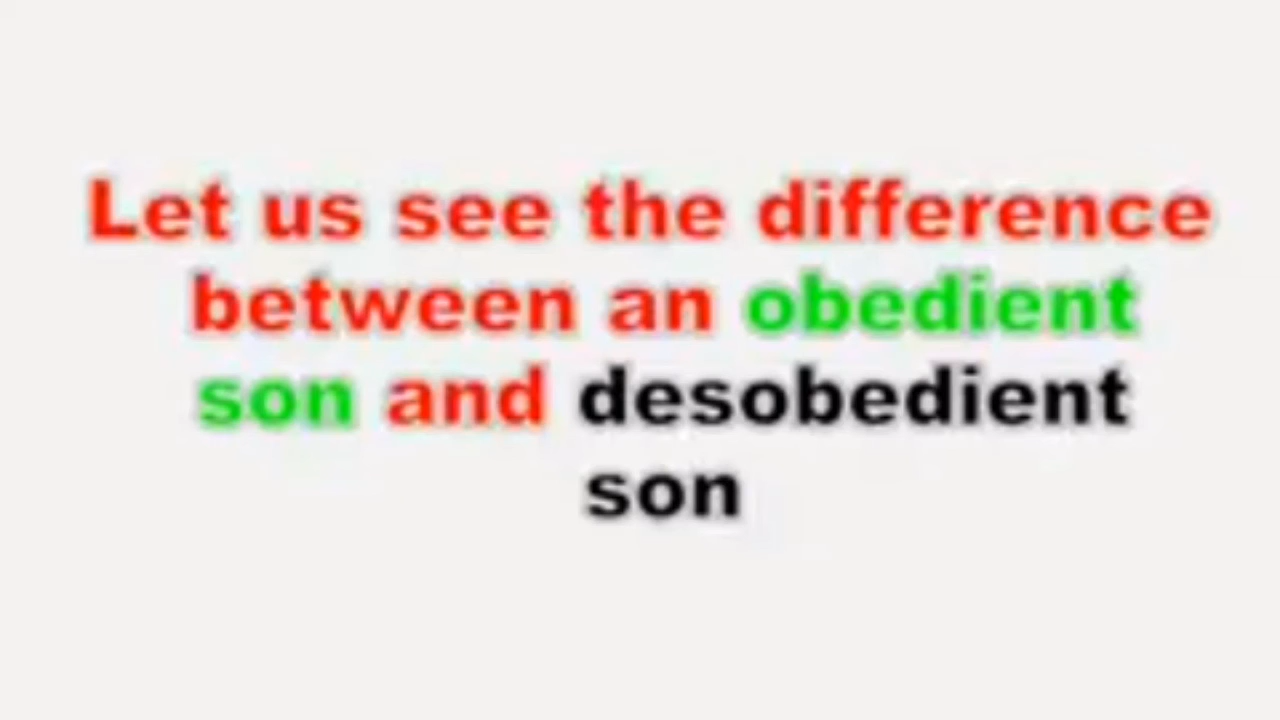 Let us see the difference
between an obedient
son and desobedient
son